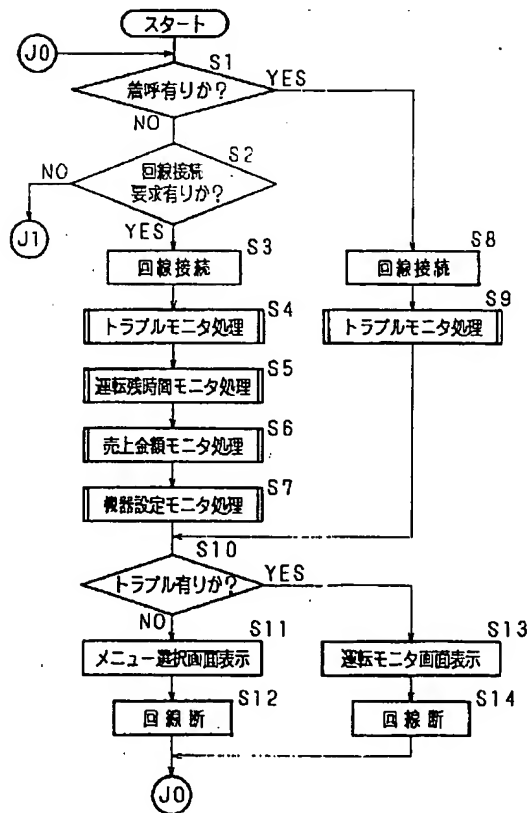 スタート
J0
S1
着呼有りか?
YES
NO
S2
回線接続
要求有りか?
NO
J1
YES
S3
回線接続
S8
回線接続
S4
トラブルモニタ処理
S9
トラブルモニタ処理
S5
運転残時間モニタ処理
S6
売上金額モニタ処理
S7
機器設定モニタ処理
S10
トラブル有りか?
YES
NO
S11
メニュー選択画面表示
S13
運転モニタ画面表示
S12
回線断
S14
回線断
J0